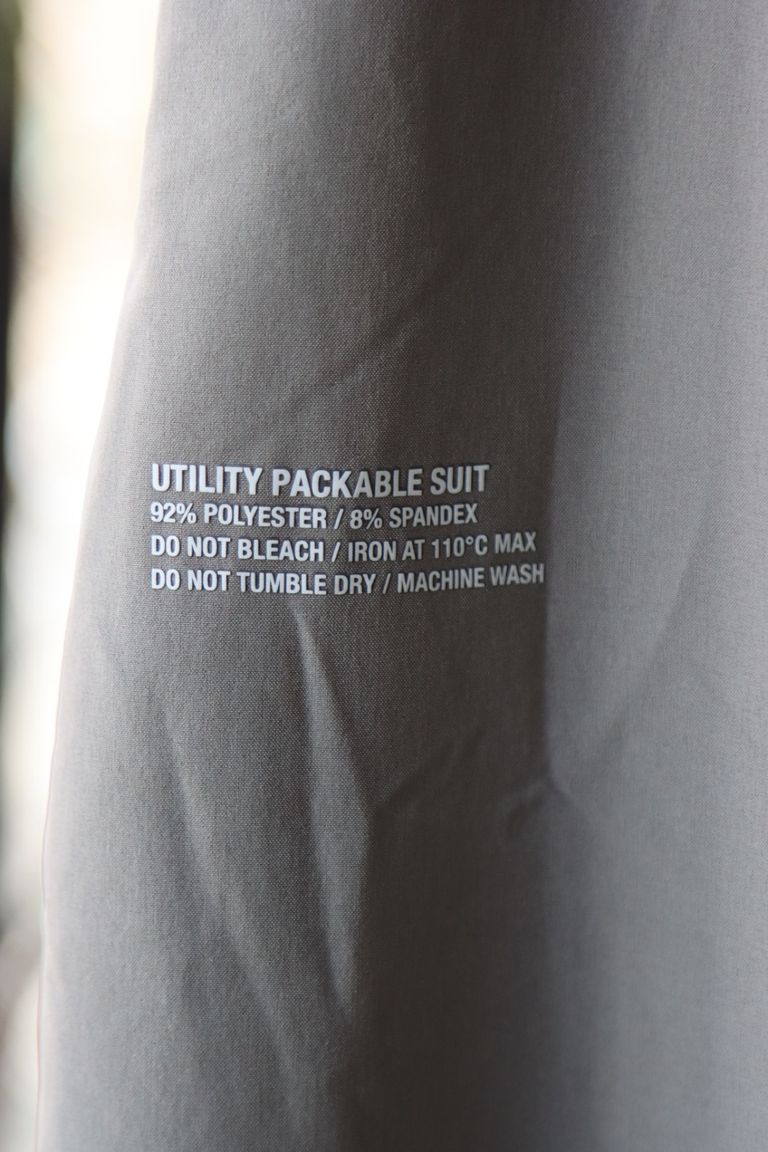 UTILITY PACKABLE SUIT
92% POLYESTER / 8% SPANDEX
DO NOT BLEACH / IRON AT 110°C MAX
DO NOT TUMBLE DRY / MACHINE WASH